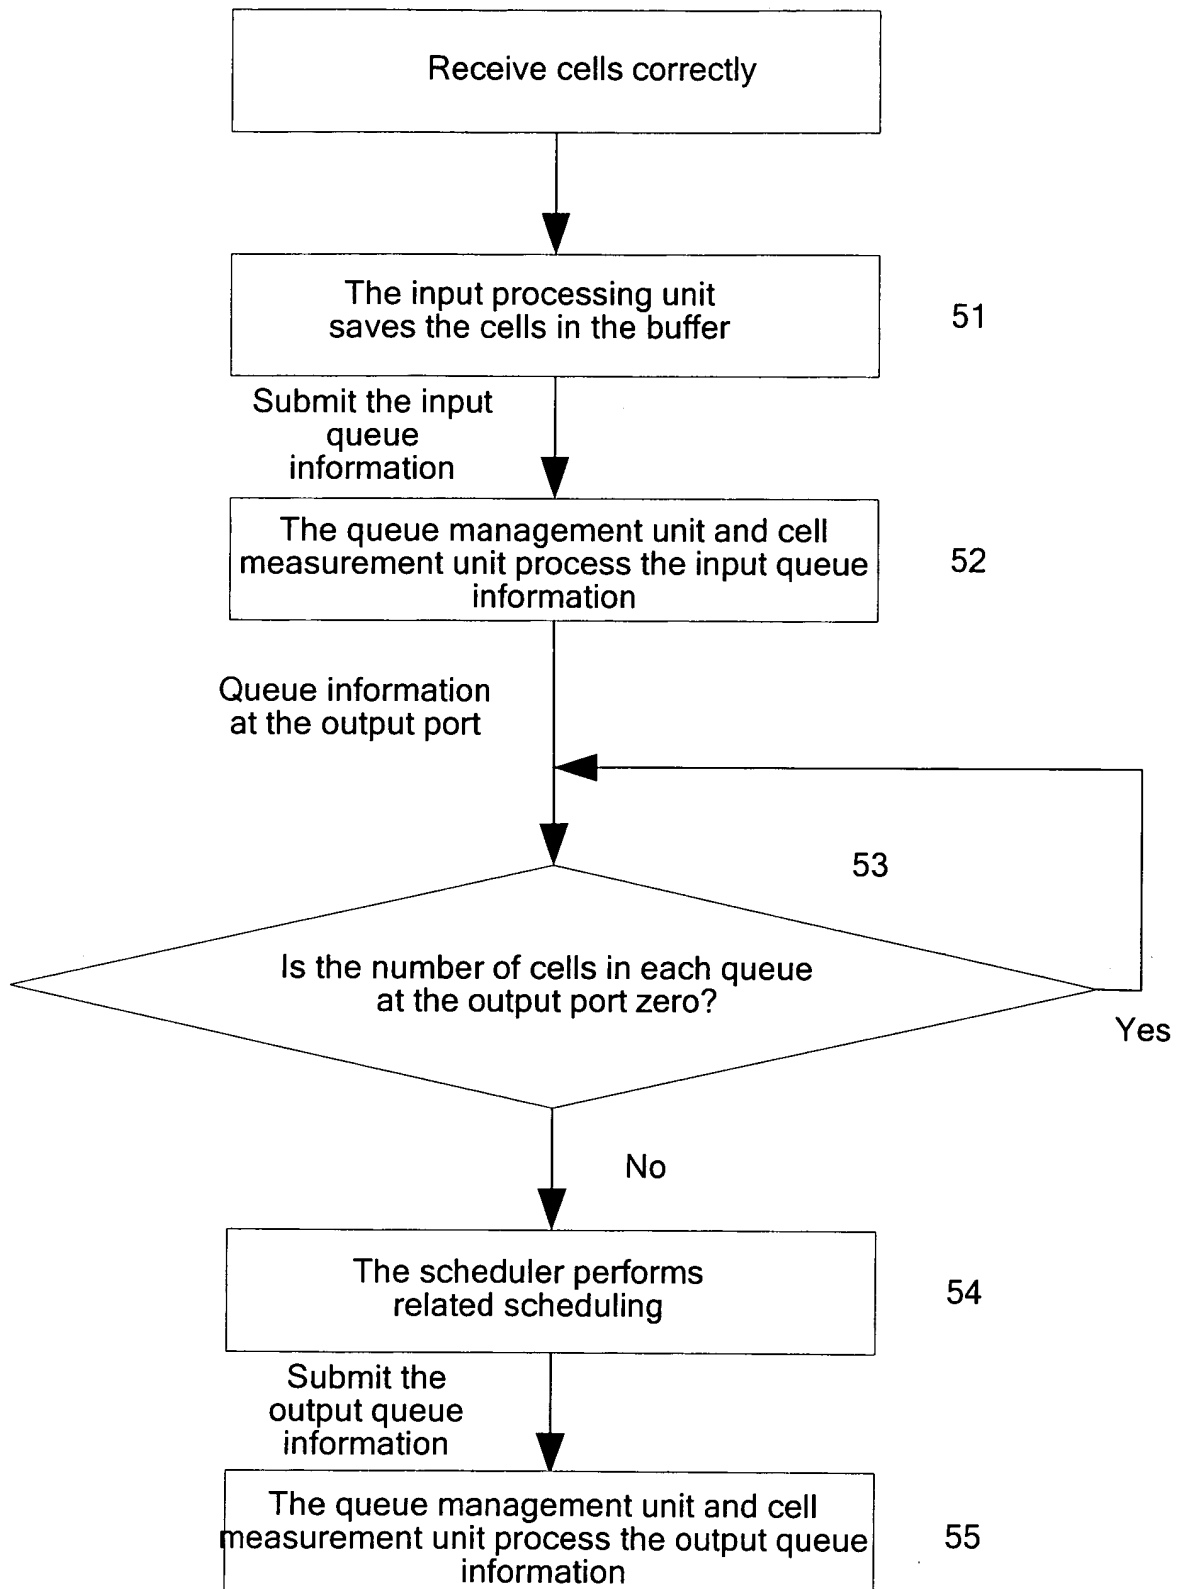 Receive cells correctly
The input processing unit
saves the cells in the buffer
51
Submit the input
queue
information
The queue management unit and cell
measurement unit process the input queue
information
52
Queue information
at the output port
53
Is the number of cells in each queue
at the output port zero?
Yes
No
The scheduler performs
related scheduling
54
Submit the
output queue
information
The queue management unit and cell
measurement unit process the output queue
information
55